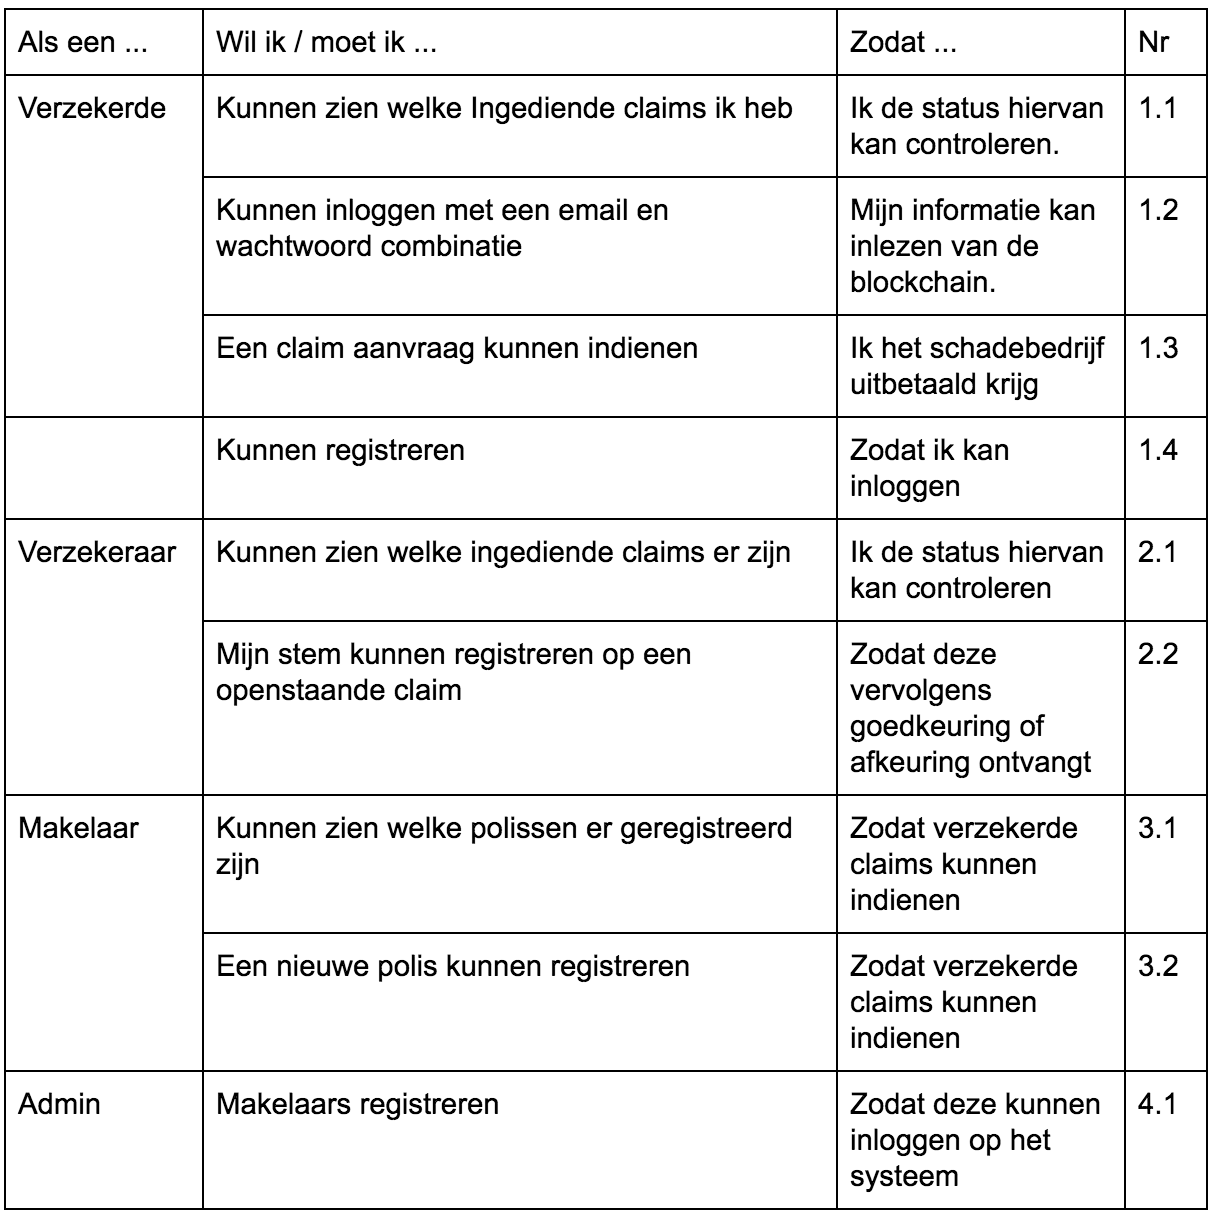 Als een ...
Wil ik / moet ik ...
Zodat ...
Nr
Verzekerde
Kunnen zien welke Ingediende claims ik heb
Ik de status hiervan
kan controleren.
1.1
Kunnen inloggen met een email en
wachtwoord combinatie
Mijn informatie kan
inlezen van de
blockchain.
1.2
Een claim aanvraag kunnen indienen
Ik het schadebedrijf
uitbetaald krijg
1.3
Kunnen registreren
Zodat ik kan
inloggen
1.4
Verzekeraar
Kunnen zien welke ingediende claims er zijn
Ik de status hiervan
kan controleren
2.1
Mijn stem kunnen registreren op een
openstaande claim
Zodat deze
vervolgens
goedkeuring of
afkeuring ontvangt
2.2
Makelaar
Kunnen zien welke polissen er geregistreerd
zijn
Zodat verzekerde
claims kunnen
indienen
3.1
Een nieuwe polis kunnen registreren
Zodat verzekerde
claims kunnen
indienen
3.2
Admin
Makelaars registreren
Zodat deze kunnen
inloggen op het
systeem
4.1